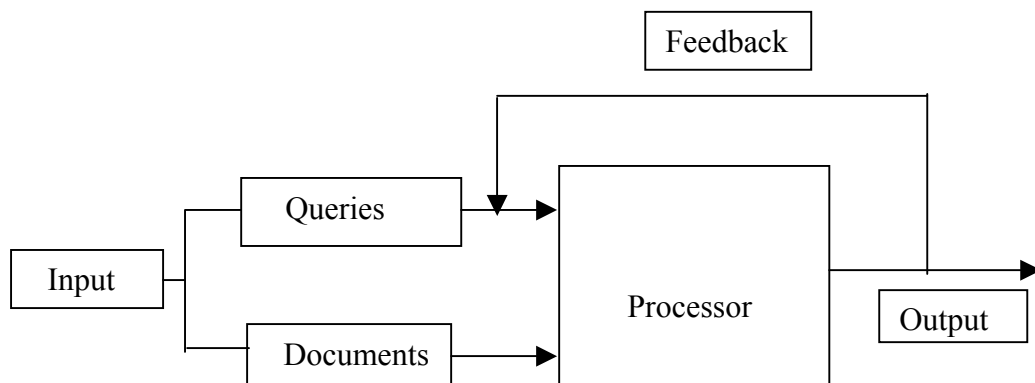 Feedback
Queries
Input
Processor
Output
Documents